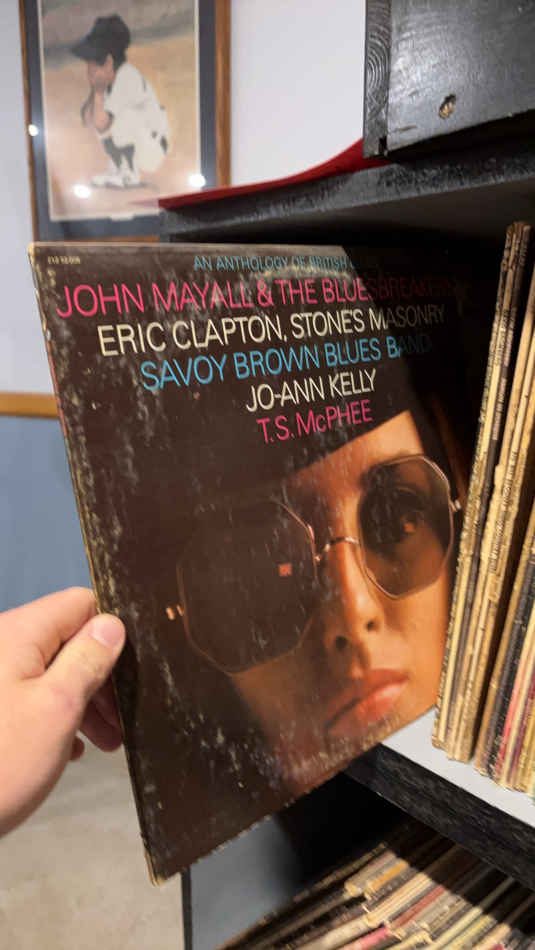 AN ANTHOLOGY OF BRITISH
JOHN MAYALL & THE BLUESBREAKERS
ERIC CLAPTON, STONE'S MASONRY
SAVOY BROWN BLUES BAND
JO-ANN KELLY
T.S. McPHEE